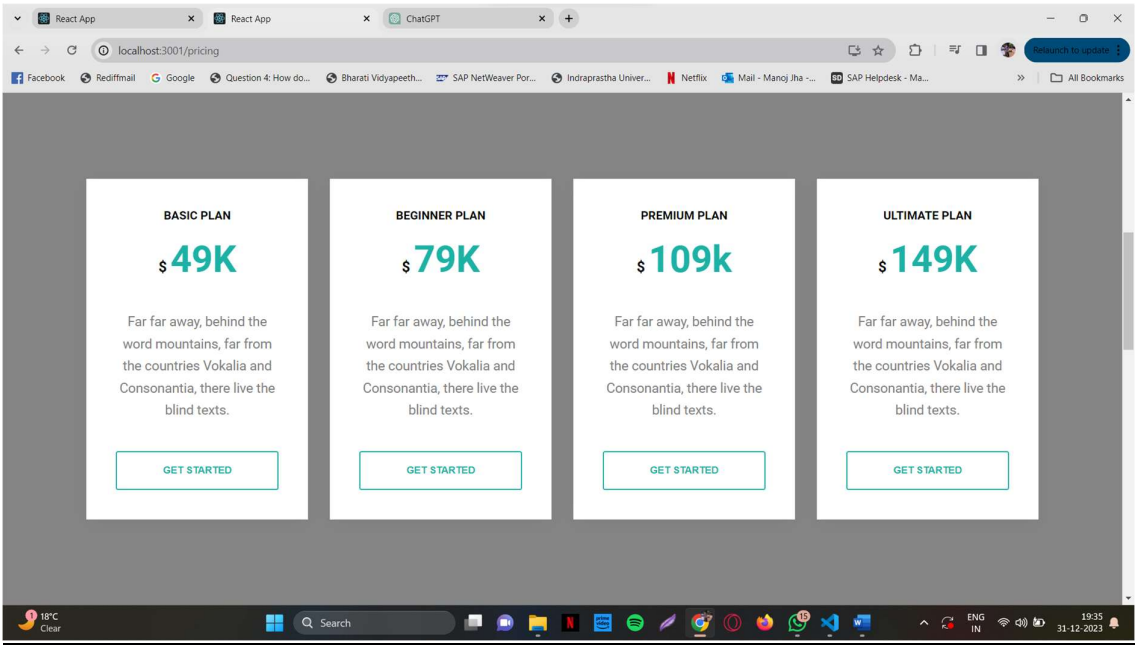 React App
React App
ChatGPT
localhost:3001/pricing
Relaunch to update
Facebook
Rediffmail
Google
Question 4: How do...
Bharati Vidyapeeth...
SAP NetWeaver Por...
Indraprastha Univer...
Netflix
Mail - Manoj Jha -...
SD
SAP Helpdesk - Ma...
All Bookmarks
BASIC PLAN
$ 49K
Far far away, behind the
word mountains, far from
the countries Vokalia and
Consonantia, there live the
blind texts.
GET STARTED
BEGINNER PLAN
$ 79K
Far far away, behind the
word mountains, far from
the countries Vokalia and
Consonantia, there live the
blind texts.
GET STARTED
PREMIUM PLAN
$ 109k
Far far away, behind the
word mountains, far from
the countries Vokalia and
Consonantia, there live the
blind texts.
GET STARTED
ULTIMATE PLAN
$ 149K
Far far away, behind the
word mountains, far from
the countries Vokalia and
Consonantia, there live the
blind texts.
GET STARTED
1
18°C
Clear
Search
prime video
15
ENG
IN
19:35
31-12-2023